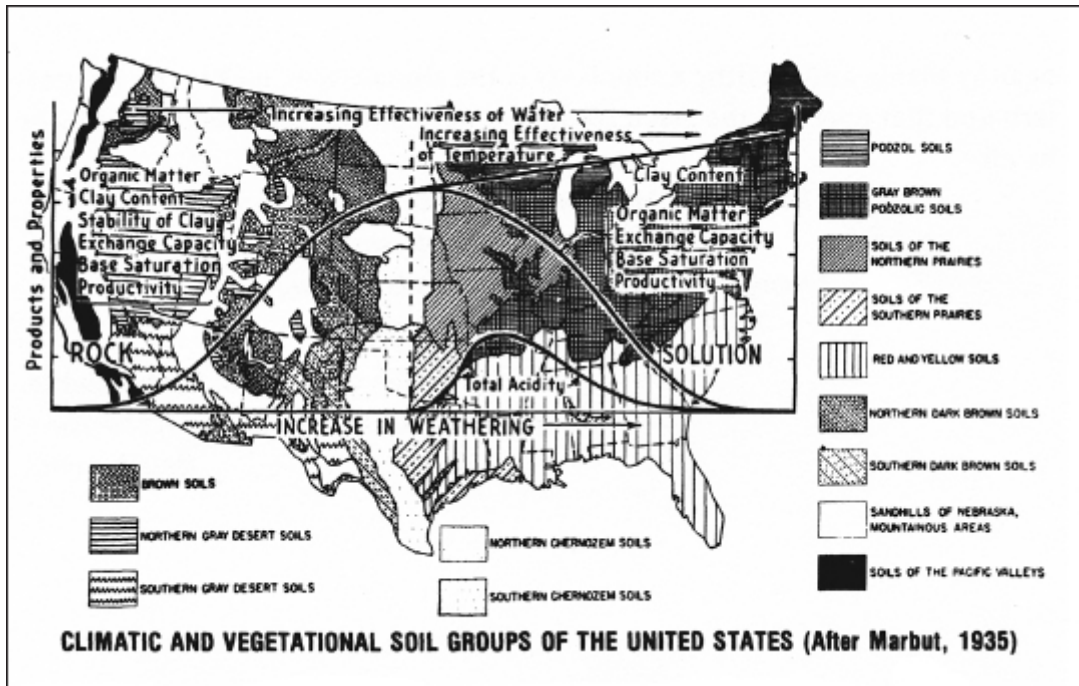 Increasing Effectiveness of Water
Increasing Effectiveness
of Temperature
Products and Properties
Organic Matter
Clay Content
Stability of Clay
Exchange Capacity
Base Saturation
Productivity
ROCK
Clay Content
Organic Matter
Exchange Capacity
Base Saturation
Productivity
SOLUTION
Total Acidity
INCREASE IN WEATHERING
PODZOL SOILS
GRAY BROWN
PODZOLIC SOILS
SOILS OF THE
NORTHERN PRAIRIES
SOILS OF THE
SOUTHERN PRAIRIES
RED AND YELLOW SOILS
NORTHERN DARK BROWN SOILS
SOUTHERN DARK BROWN SOILS
SANDHILLS OF NEBRASKA,
MOUNTAINOUS AREAS
SOILS OF THE PACIFIC VALLEYS
BROWN SOILS
NORTHERN GRAY DESERT SOILS
SOUTHERN GRAY DESERT SOILS
NORTHERN CHERNOZEM SOILS
SOUTHERN CHERNOZEM SOILS
CLIMATIC AND VEGETATIONAL SOIL GROUPS OF THE UNITED STATES (After Marbut, 1935)